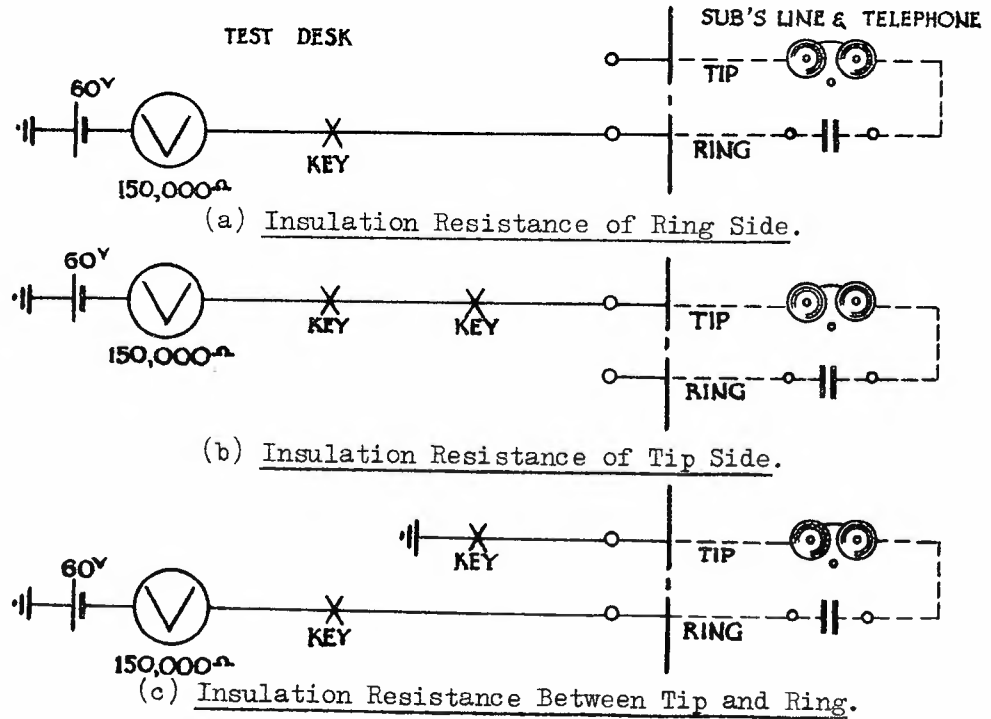 TEST DESK
SUB'S LINE & TELEPHONE
60V
TIP
150,000Ω
KEY
RING
(a) Insulation Resistance of Ring Side.
60V
150,000Ω
KEY
KEY
TIP
RING
(b) Insulation Resistance of Tip Side.
KEY
TIP
60V
150,000Ω
KEY
RING
(c) Insulation Resistance Between Tip and Ring.